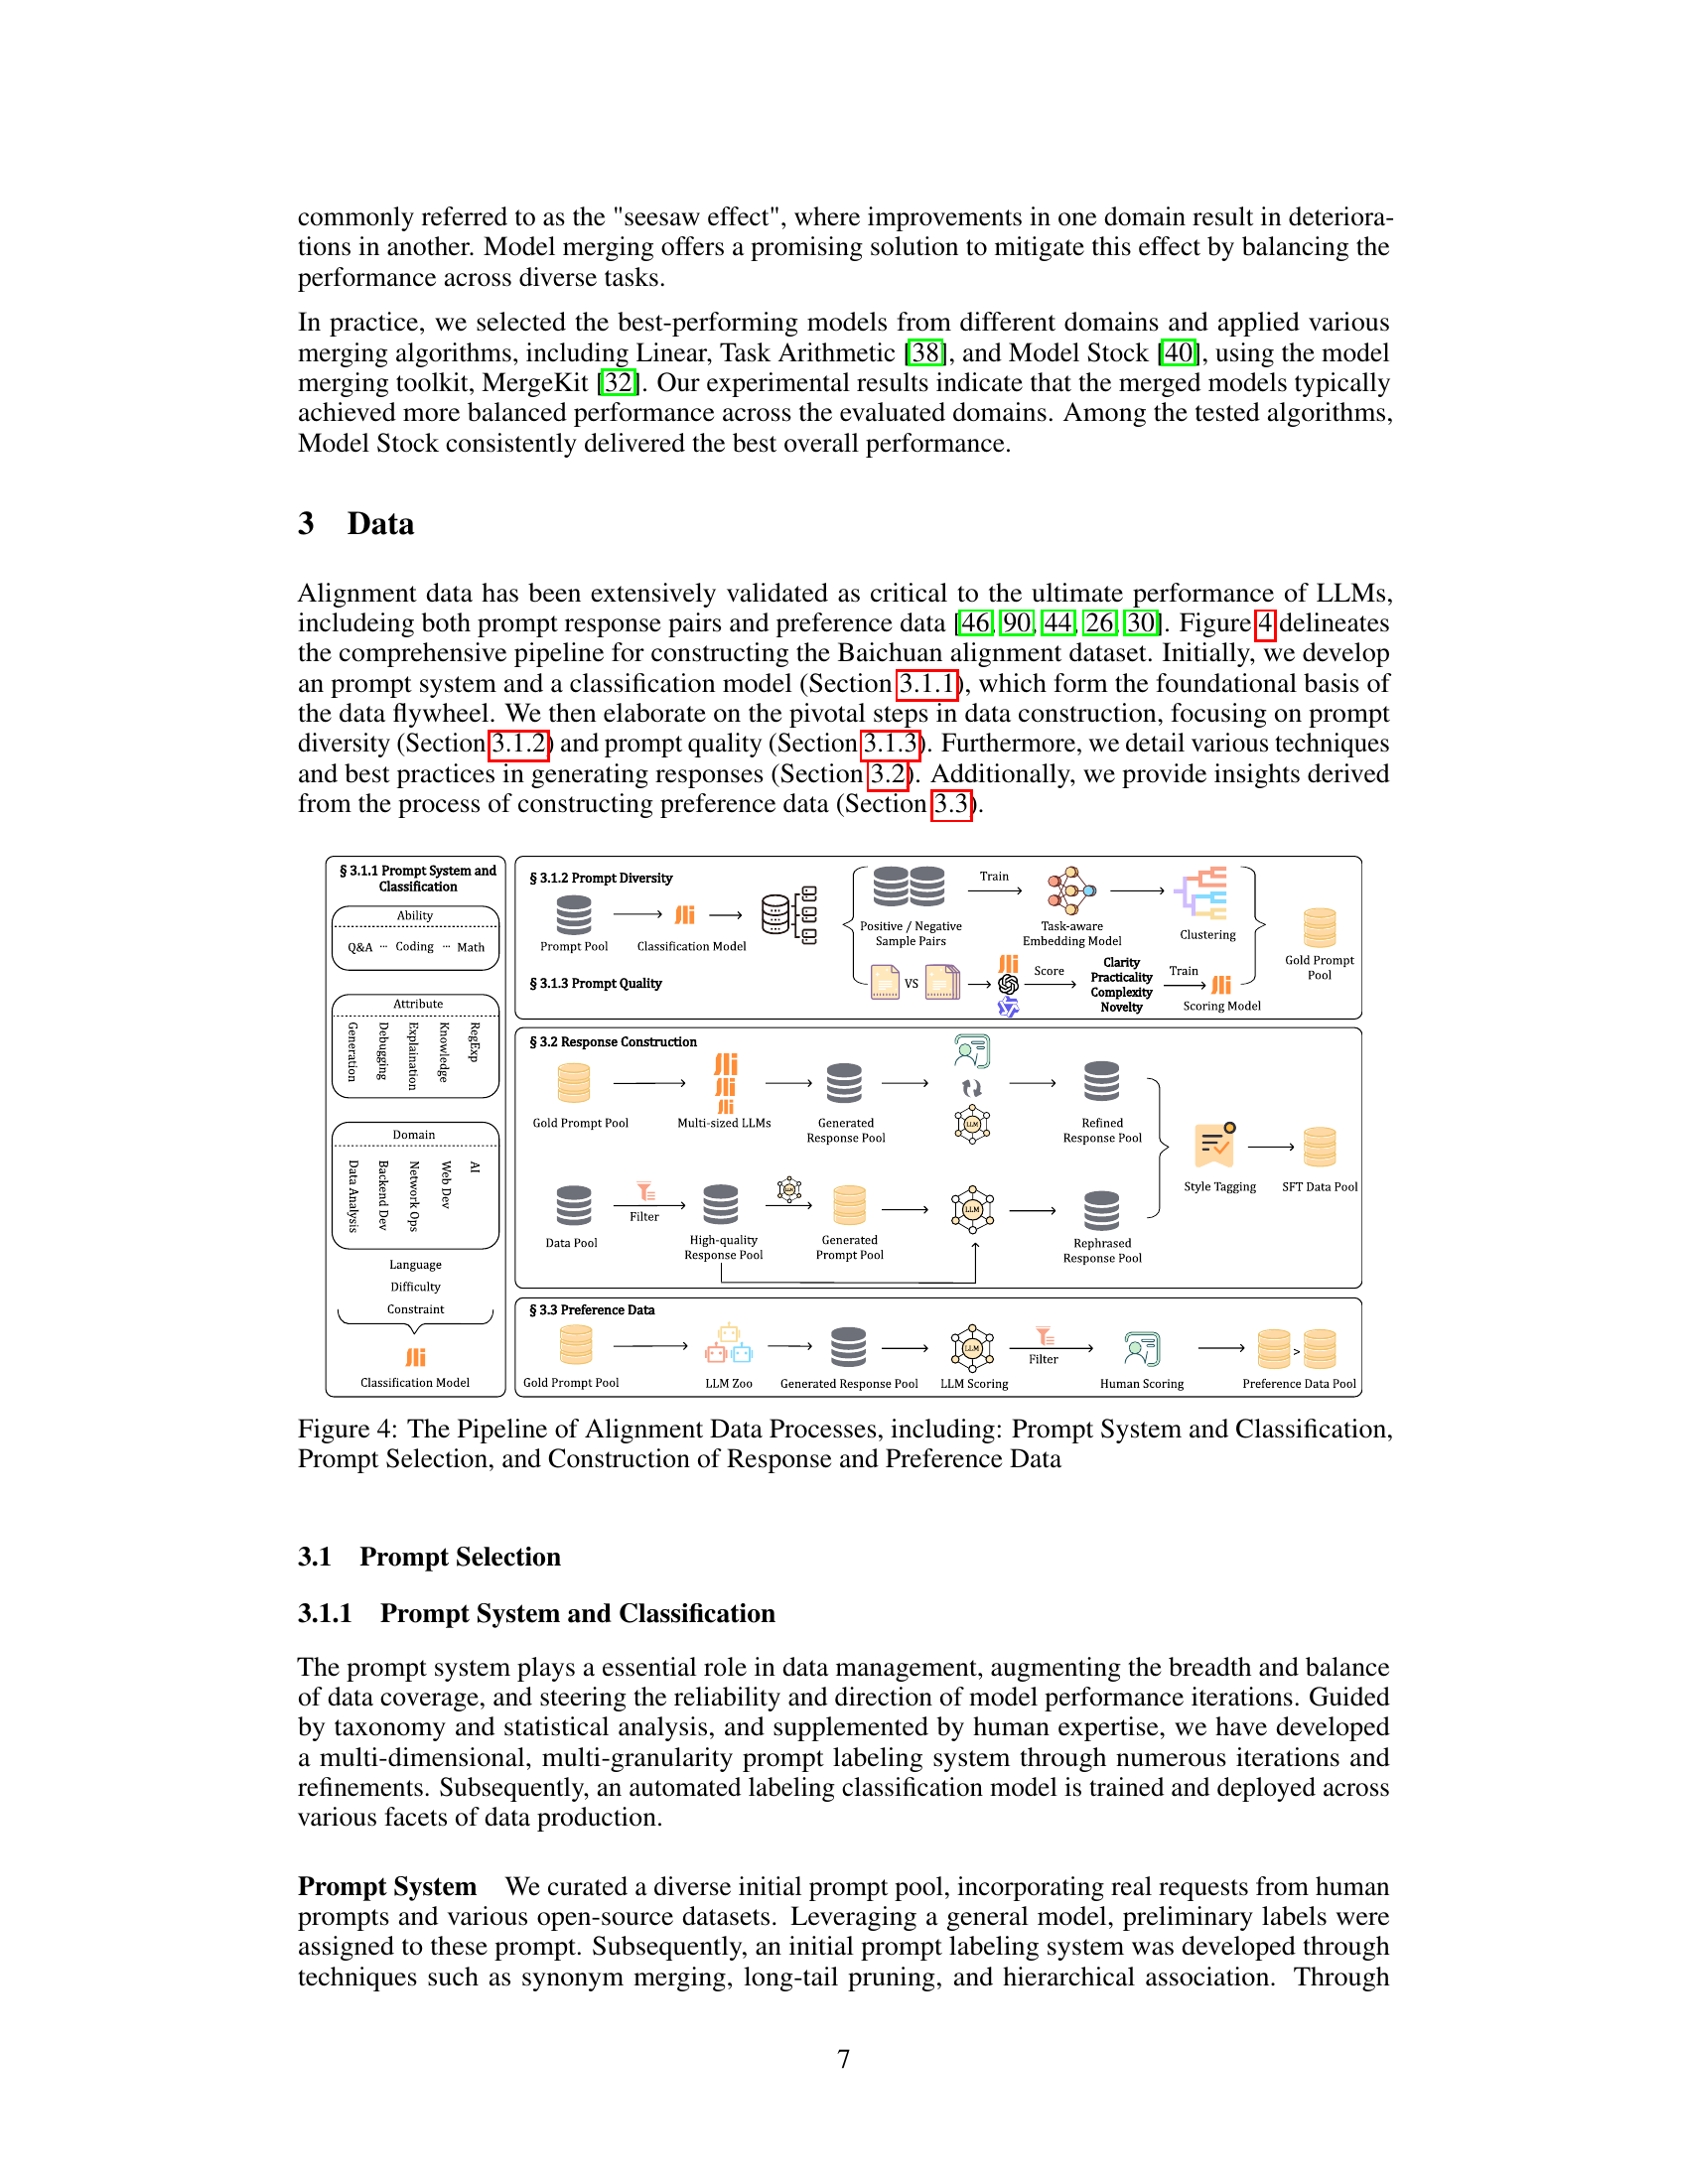 commonly referred to as the "seesaw effect", where improvements in one domain result in deteriora-
tions in another. Model merging offers a promising solution to mitigate this effect by balancing the
performance across diverse tasks.
In practice, we selected the best-performing models from different domains and applied various
merging algorithms, including Linear, Task Arithmetic [38], and Model Stock [40], using the model
merging toolkit, MergeKit [32]. Our experimental results indicate that the merged models typically
achieved more balanced performance across the evaluated domains. Among the tested algorithms,
Model Stock consistently delivered the best overall performance.
3 Data
Alignment data has been extensively validated as critical to the ultimate performance of LLMs,
includeing both prompt response pairs and preference data [46, 90, 44, 26, 30]. Figure 4 delineates
the comprehensive pipeline for constructing the Baichuan alignment dataset. Initially, we develop
an prompt system and a classification model (Section 3.1.1), which form the foundational basis of
the data flywheel. We then elaborate on the pivotal steps in data construction, focusing on prompt
diversity (Section 3.1.2) and prompt quality (Section 3.1.3). Furthermore, we detail various techniques
and best practices in generating responses (Section 3.2). Additionally, we provide insights derived
from the process of constructing preference data (Section 3.3).
§ 3.1.1 Prompt System and
Classification
Ability
Q&A ··· Coding ··· Math
Attribute
Generation
Debugging
Explaination
Knowledge
RegExp
Domain
Data Analysis
Backend Dev
Network Ops
Web Dev
AI
Language
Difficulty
Constraint
Classification Model
§ 3.1.2 Prompt Diversity
Prompt Pool
Classification Model
§ 3.1.3 Prompt Quality
Positive / Negative
Sample Pairs
Train
Task-aware
Embedding Model
Clustering
VS
Score
Clarity
Practicality
Complexity
Novelty
Train
Scoring Model
Gold Prompt
Pool
§ 3.2 Response Construction
Gold Prompt Pool
Multi-sized LLMs
Generated
Response Pool
LLM
Refined
Response Pool
Data Pool
Filter
High-quality
Response Pool
LLM
Generated
Prompt Pool
LLM
Rephrased
Response Pool
Style Tagging
SFT Data Pool
§ 3.3 Preference Data
Gold Prompt Pool
LLM Zoo
Generated Response Pool
LLM
LLM Scoring
Filter
Human Scoring
>
Preference Data Pool
Figure 4: The Pipeline of Alignment Data Processes, including: Prompt System and Classification,
Prompt Selection, and Construction of Response and Preference Data
3.1 Prompt Selection
3.1.1 Prompt System and Classification
The prompt system plays a essential role in data management, augmenting the breadth and balance
of data coverage, and steering the reliability and direction of model performance iterations. Guided
by taxonomy and statistical analysis, and supplemented by human expertise, we have developed
a multi-dimensional, multi-granularity prompt labeling system through numerous iterations and
refinements. Subsequently, an automated labeling classification model is trained and deployed across
various facets of data production.
Prompt System We curated a diverse initial prompt pool, incorporating real requests from human
prompts and various open-source datasets. Leveraging a general model, preliminary labels were
assigned to these prompt. Subsequently, an initial prompt labeling system was developed through
techniques such as synonym merging, long-tail pruning, and hierarchical association. Through
7